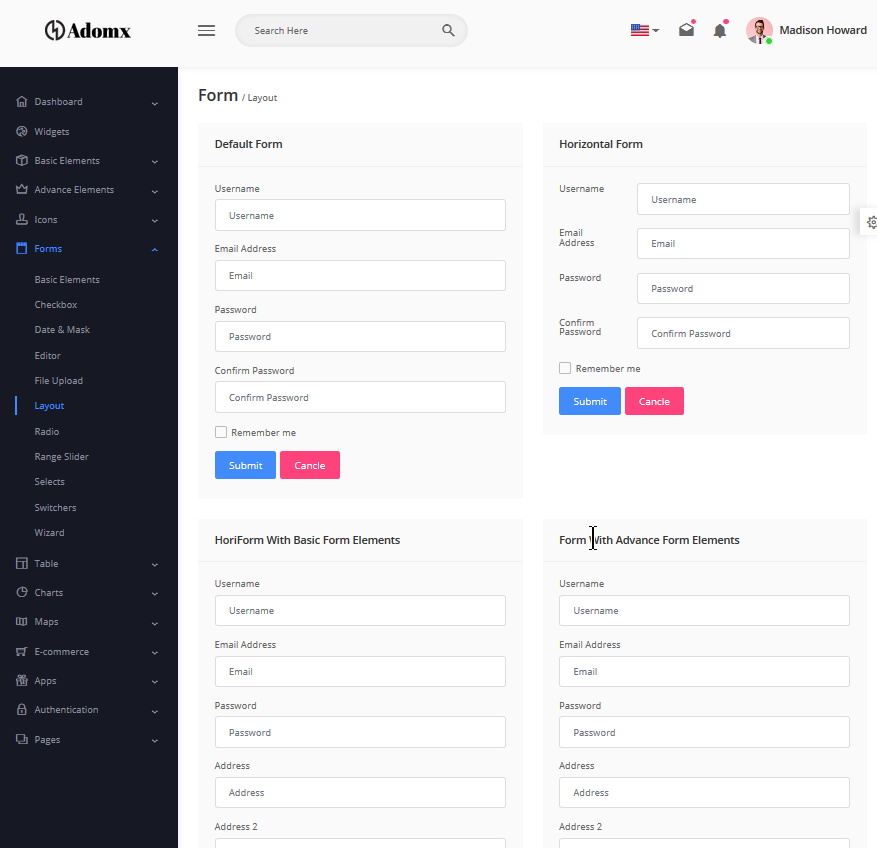 Adomx
Search Here
Madison Howard
Dashboard
Widgets
Basic Elements
Advance Elements
Icons
Forms
Basic Elements
Checkbox
Date & Mask
Editor
File Upload
Layout
Radio
Range Slider
Selects
Switchers
Wizard
Table
Charts
Maps
E-commerce
Apps
Authentication
Pages
Form / Layout
Default Form
Username
Username
Email Address
Email
Password
Password
Confirm Password
Confirm Password
Remember me
Submit
Cancle
Horizontal Form
Username
Username
Email
Address
Email
Password
Password
Confirm
Password
Confirm Password
Remember me
Submit
Cancle
HoriForm With Basic Form Elements
Username
Username
Email Address
Email
Password
Password
Address
Address
Address 2
Form With Advance Form Elements
Username
Username
Email Address
Email
Password
Password
Address
Address
Address 2